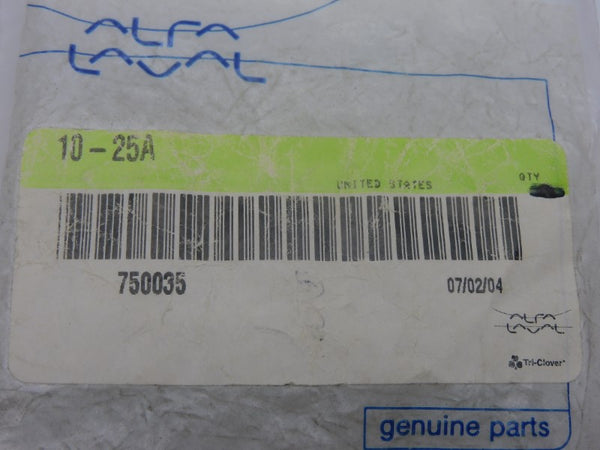 ALFA
LAVAL
10-25A
UNITED STATES
QTY
750035
07/02/04
ALFA
LAVAL
Tri-Clover
genuine parts